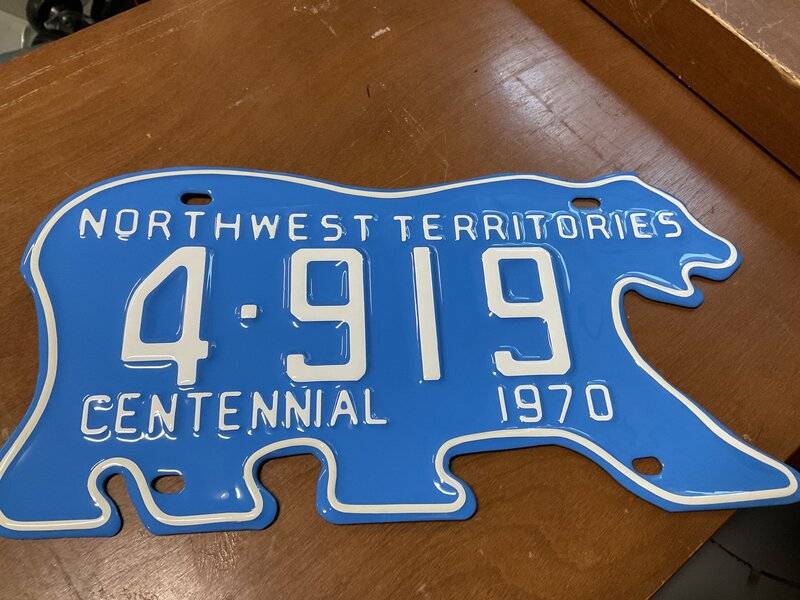 NORTHWEST TERRITORIES
4·919
CENTENNIAL 1970